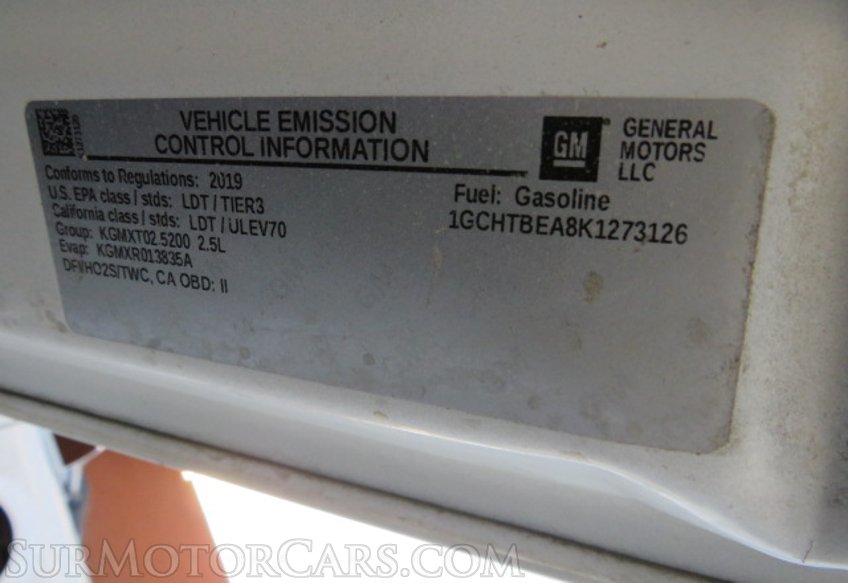 VEHICLE EMISSION
CONTROL INFORMATION
GM
GENERAL
MOTORS
LLC
Conforms to Regulations: 2019
U.S. EPA class / stds: LDT / TIER3
California class / stds: LDT / ULEV70
Group: KGMXT02.5200 2.5L
Evap: KGMXR013835A
DFI/HO2S/TWC, CA OBD: II
Fuel: Gasoline
1GCHTBEA8K1273126
K1273126
SURMOTORCARS.COM